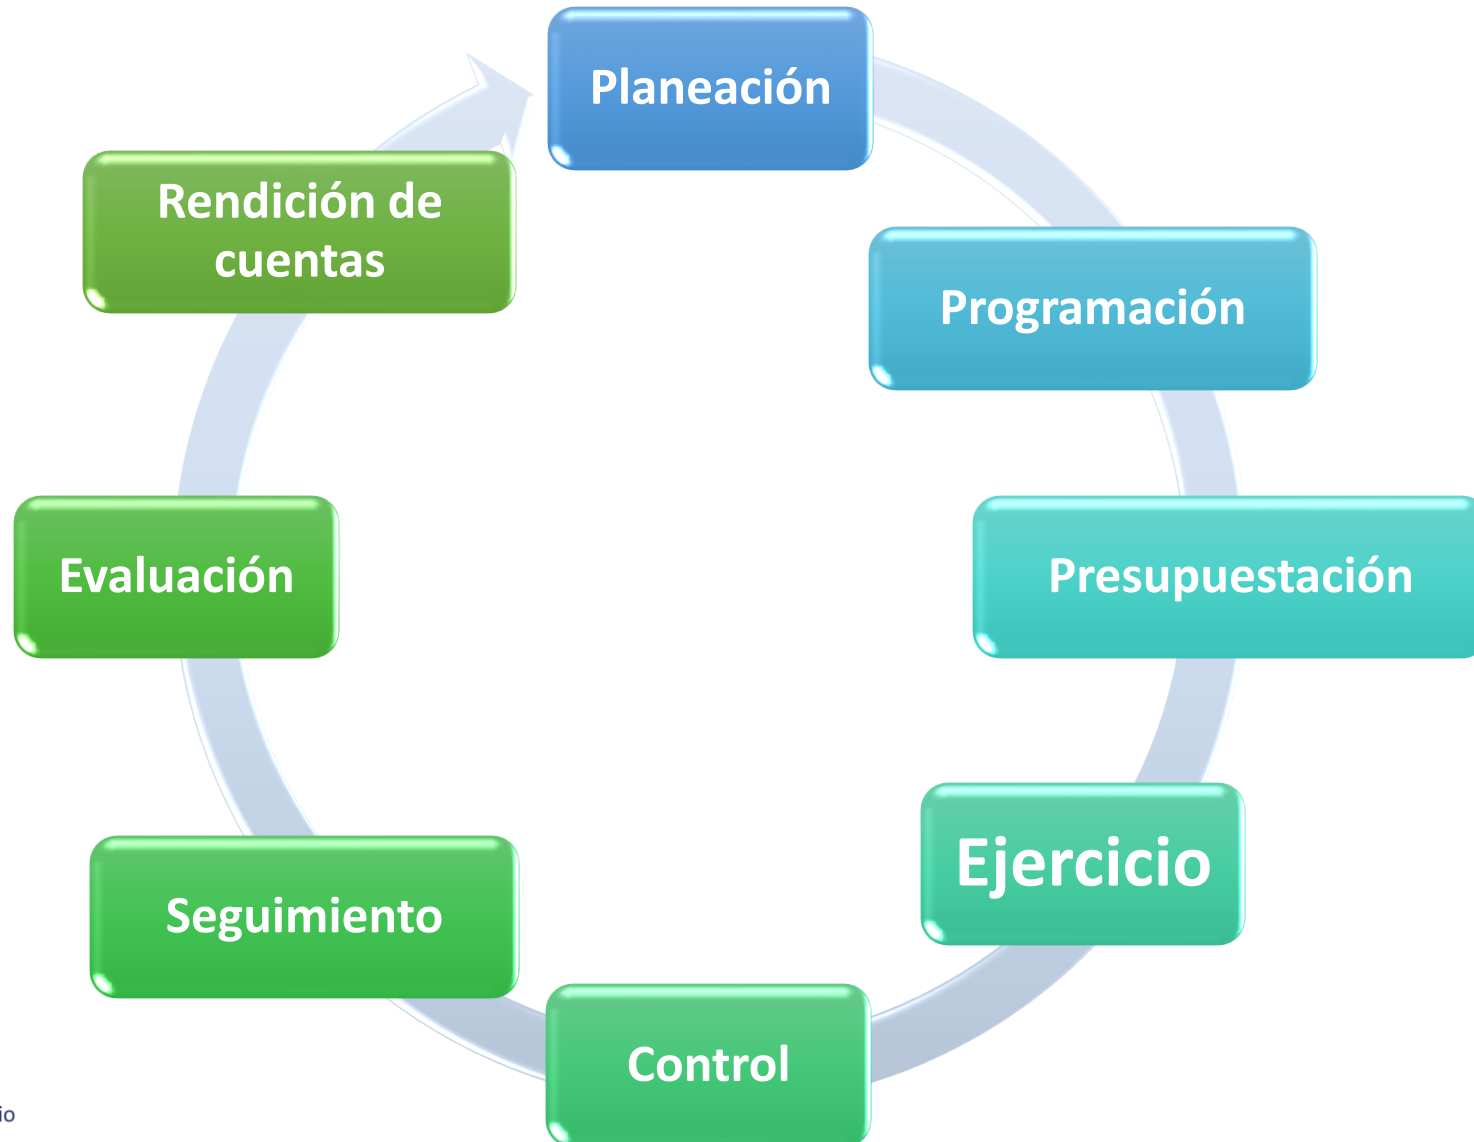 Planeación
Programación
Presupuestación
Ejercicio
Control
Seguimiento
Evaluación
Rendición de
cuentas